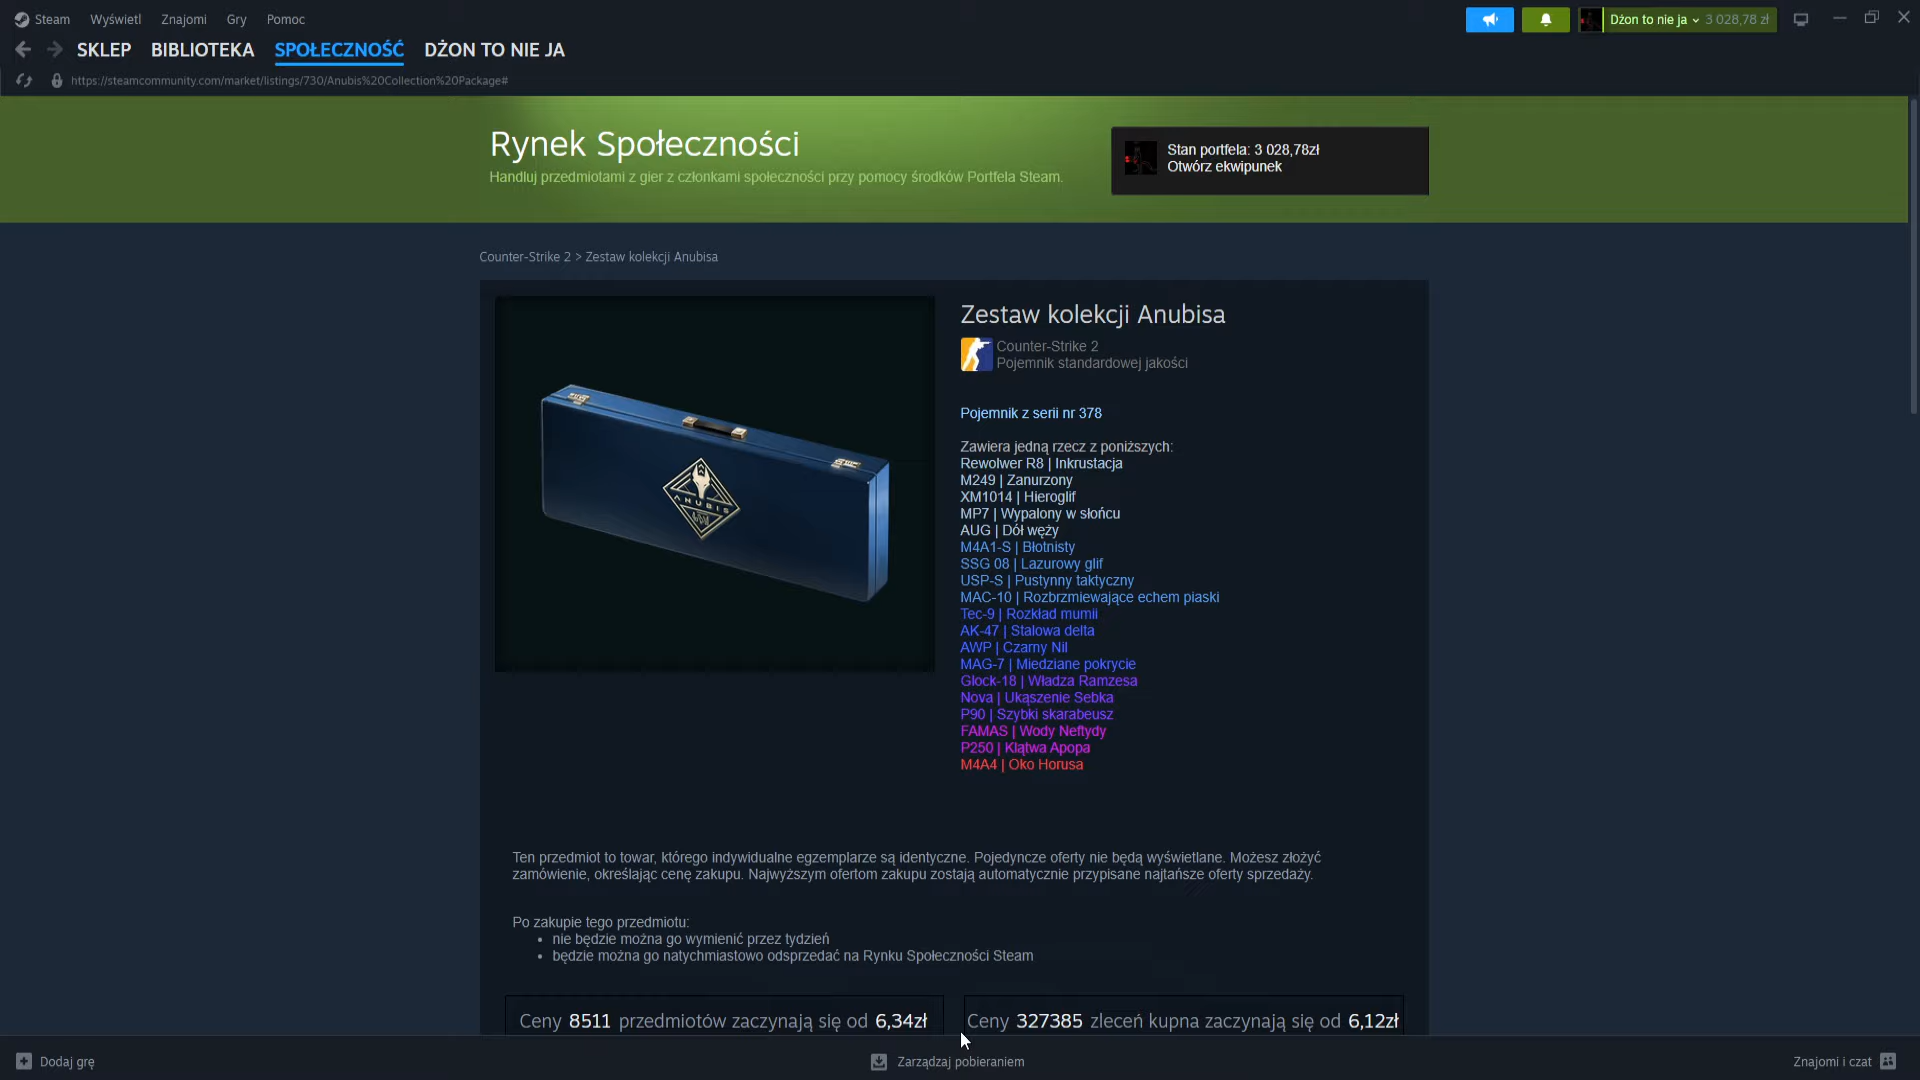 Steam Wyświetl Znajomi Gry Pomoc
Dżon to nie ja 3 028,78 zł
SKLEP BIBLIOTEKA SPOŁECZNOŚĆ DŻON TO NIE JA
https://steamcommunity.com/market/listings/730/Anubis%20Collection%20Package#
Rynek Społeczności
Handluj przedmiotami z gier z członkami społeczności przy pomocy środków Portfela Steam.
Stan portfela: 3 028,78zł
Otwórz ekwipunek
Counter-Strike 2 > Zestaw kolekcji Anubisa
ANUBIS
Zestaw kolekcji Anubisa
Counter-Strike 2
Pojemnik standardowej jakości
Pojemnik z serii nr 378
Zawiera jedną rzecz z poniższych:
Rewolwer R8 | Inkrustacja
M249 | Zanurzony
XM1014 | Hieroglif
MP7 | Wypalony w słońcu
AUG | Dół węży
M4A1-S | Błotnisty
SSG 08 | Lazurowy glif
USP-S | Pustynny taktyczny
MAC-10 | Rozbrzmiewające echem piaski
Tec-9 | Rozkład mumii
AK-47 | Stalowa delta
AWP | Czarny Nil
MAG-7 | Miedziane pokrycie
Glock-18 | Władza Ramzesa
Nova | Ukąszenie Sebka
P90 | Szybki skarabeusz
FAMAS | Wody Neftydy
P250 | Klątwa Apopa
M4A4 | Oko Horusa
Ten przedmiot to towar, którego indywidualne egzemplarze są identyczne. Pojedyncze oferty nie będą wyświetlane. Możesz złożyć
zamówienie, określając cenę zakupu. Najwyższym ofertom zakupu zostają automatycznie przypisane najtańsze oferty sprzedaży.
Po zakupie tego przedmiotu:
• nie będzie można go wymienić przez tydzień
• będzie można go natychmiastowo odsprzedać na Rynku Społeczności Steam
Ceny 8511 przedmiotów zaczynają się od 6,34zł
Ceny 327385 zleceń kupna zaczynają się od 6,12zł
Dodaj grę
Zarządzaj pobieraniem
Znajomi i czat